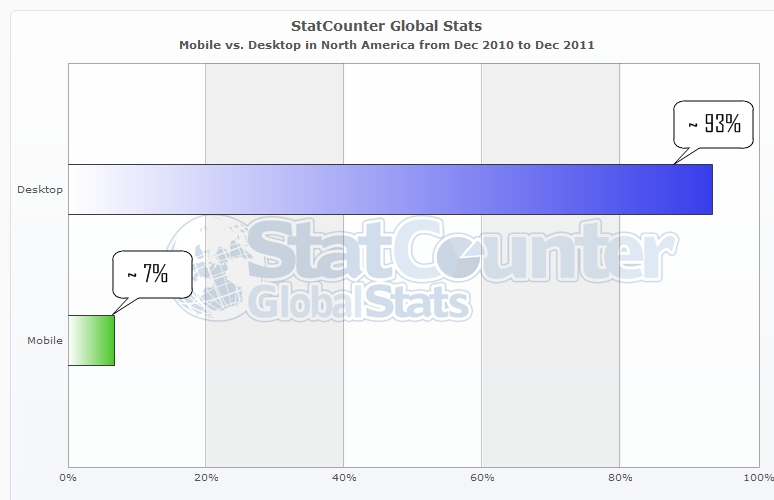 StatCounter Global Stats
Mobile vs. Desktop in North America from Dec 2010 to Dec 2011
~ 93%
Desktop
StatCounter
GlobalStats
~ 7%
Mobile
0% 20% 40% 60% 80% 100%